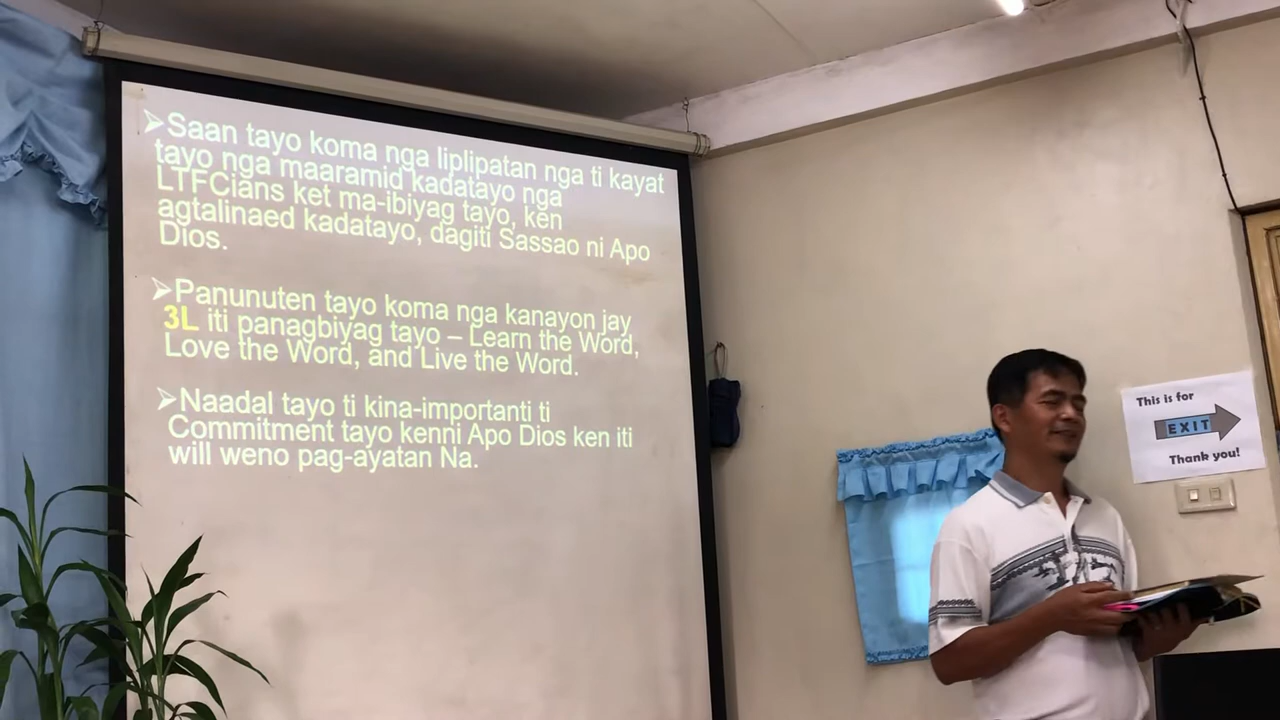 ➢Saan tayo koma nga liplipatan nga ti kayat
tayo nga maaramid kadatayo nga
LTFCians ket ma-ibiyag tayo, ken
agtalinaed kadatayo, dagiti Sassao ni Apo
Dios.
➢Panunuten tayo koma nga kanayon jay
3L iti panagbiyag tayo – Learn the Word,
Love the Word, and Live the Word.
➢Naadal tayo ti kina-importanti ti
Commitment tayo kenni Apo Dios ken iti
will weno pag-ayatan Na.
This is for
EXIT
Thank you!